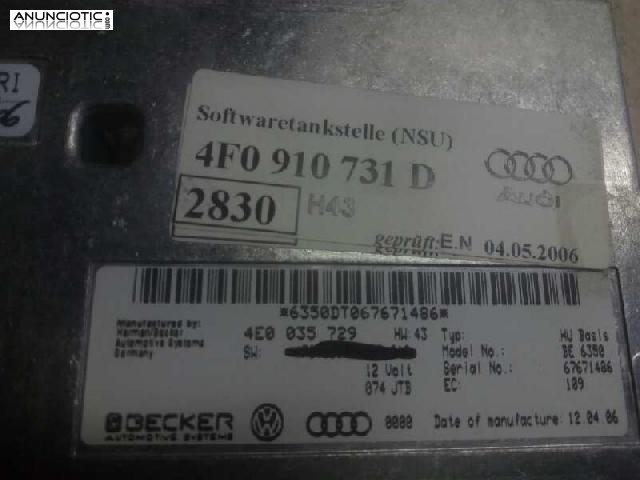 ANUNCIOTIC.com
RI
Softwaretankstelle (NSU)
4F0 910 731 D
2830
H43
AUDI
geprüft: E.N 04.05.2006
*6350DT067671486*
Manufactured by:
Harman/Becker
Automotive Systems
Germany
4E0 035 729 HW: 43
SW:
12 Volt
074 JTB
Typ: HU Basis
Model No.: BE 6350
Serial No.: 67671486
EC: 109
BECKER
AUTOMOTIVE SYSTEMS
0000
Date of manufacture: 12.04.06